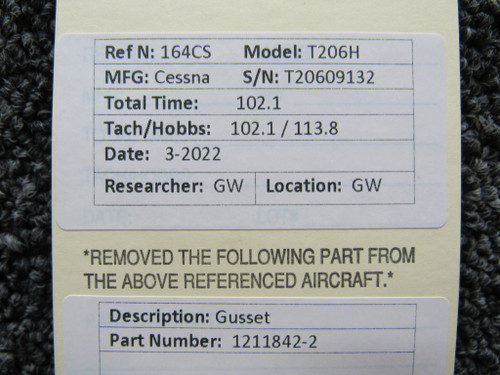 Ref N: 164CS Model: T206H
MFG: Cessna S/N: T20609132
Total Time: 102.1
Tach/Hobbs: 102.1 / 113.8
Date: 3-2022
Researcher: GW Location: GW
DATE: LOT#
*REMOVED THE FOLLOWING PART FROM
THE ABOVE REFERENCED AIRCRAFT.*
Description: Gusset
Part Number: 1211842-2